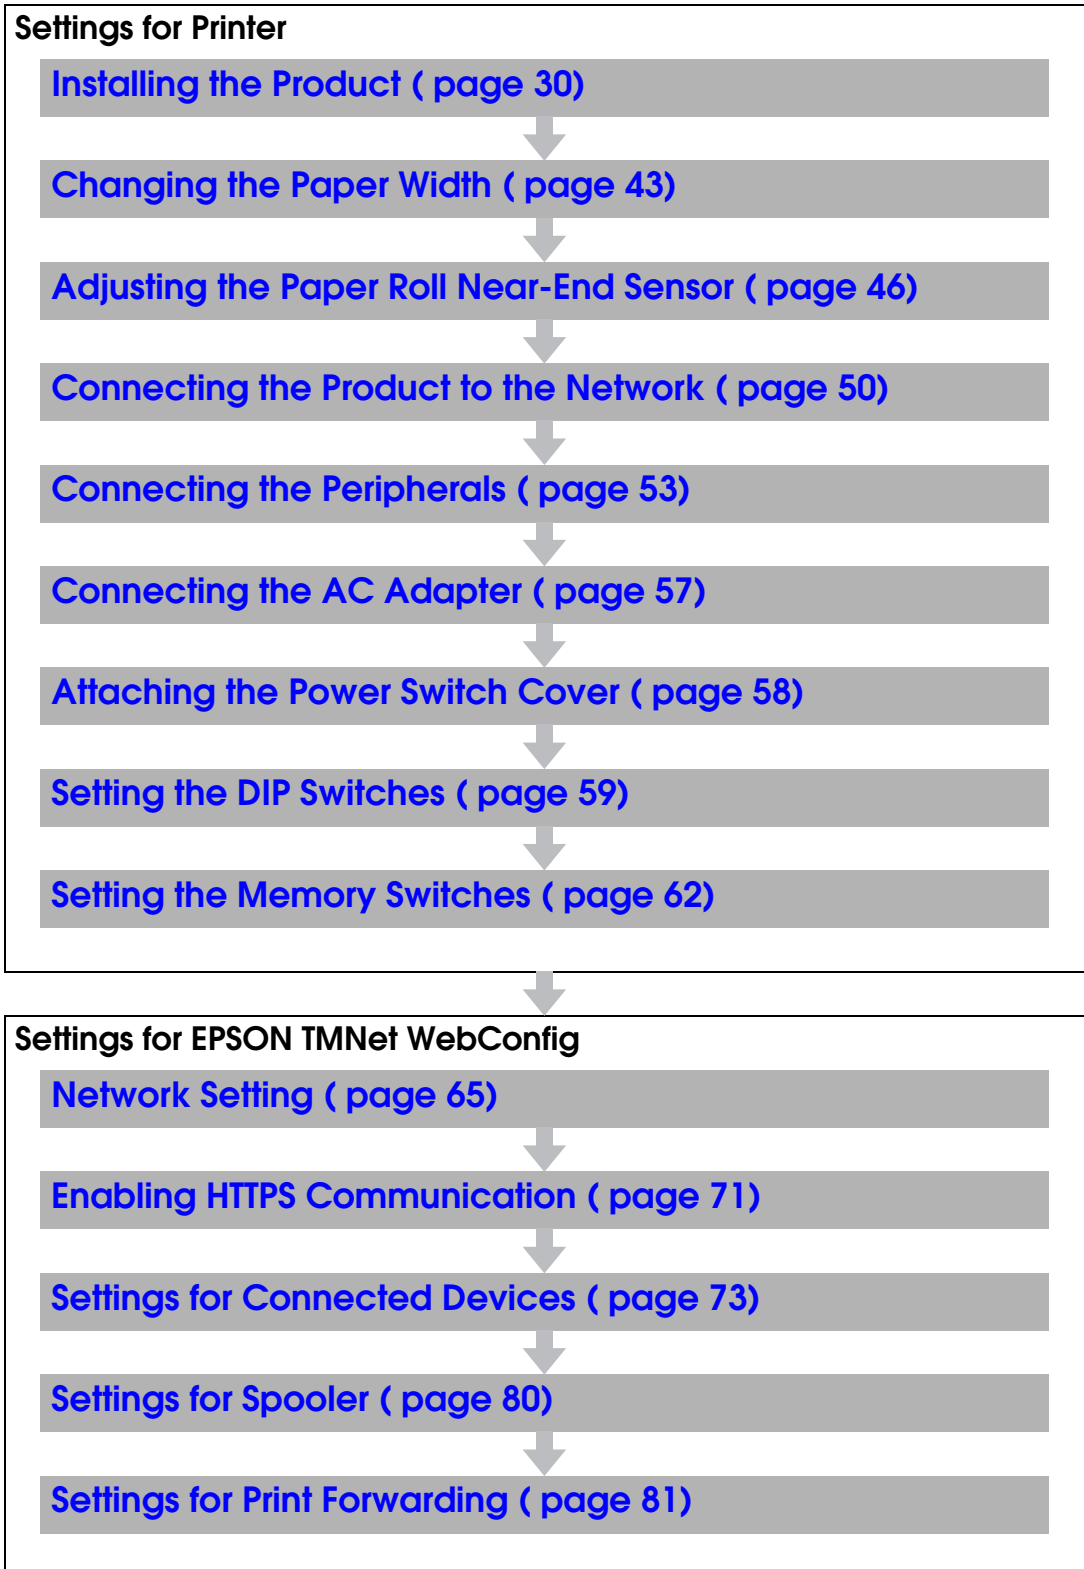 Settings for Printer
Installing the Product ( page 30)
Changing the Paper Width ( page 43)
Adjusting the Paper Roll Near-End Sensor ( page 46)
Connecting the Product to the Network ( page 50)
Connecting the Peripherals ( page 53)
Connecting the AC Adapter ( page 57)
Attaching the Power Switch Cover ( page 58)
Setting the DIP Switches ( page 59)
Setting the Memory Switches ( page 62)
Settings for EPSON TMNet WebConfig
Network Setting ( page 65)
Enabling HTTPS Communication ( page 71)
Settings for Connected Devices ( page 73)
Settings for Spooler ( page 80)
Settings for Print Forwarding ( page 81)